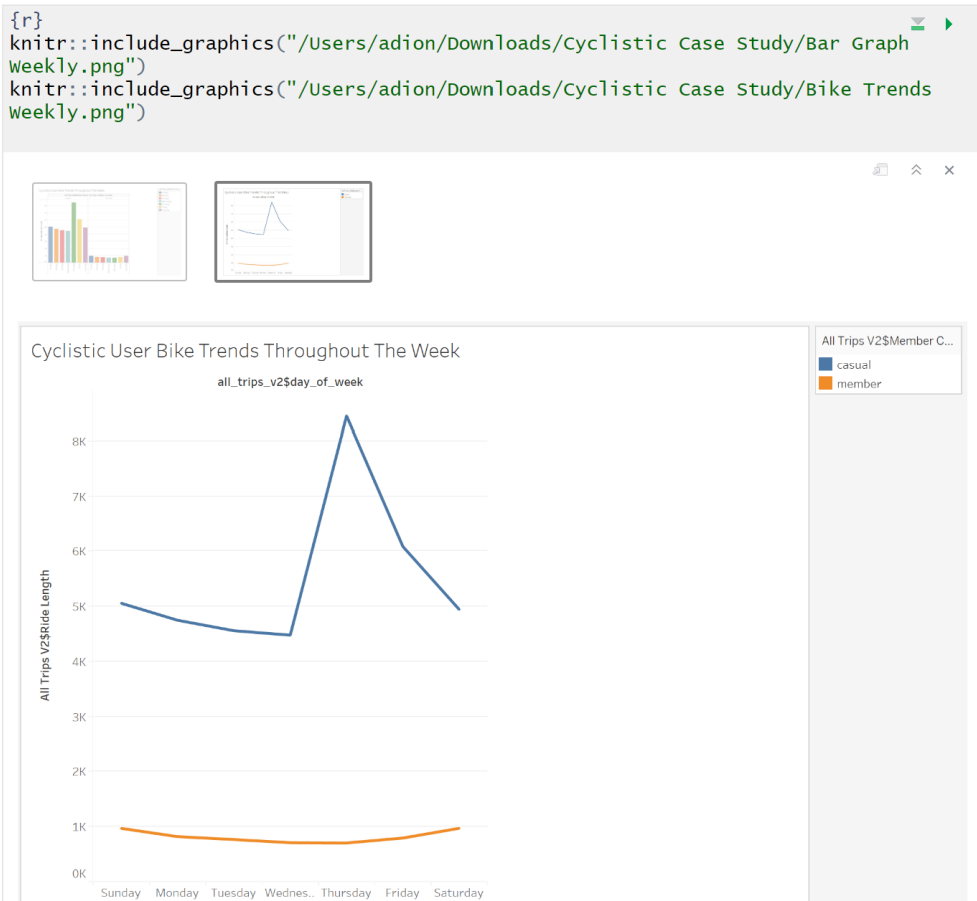 {r}
knitr::include_graphics("/Users/adion/Downloads/Cyclistic Case Study/Bar Graph
Weekly.png")
knitr::include_graphics("/Users/adion/Downloads/Cyclistic Case Study/Bike Trends
Weekly.png")
Cyclistic User Bike Trends Throughout The Week
all_trips_v2$day_of_week
All Trips V2$Member C...
casual
member
All Trips V2$Ride Length
8K
7K
6K
5K
4K
3K
2K
1K
0K
Sunday Monday Tuesday Wednes.. Thursday Friday Saturday